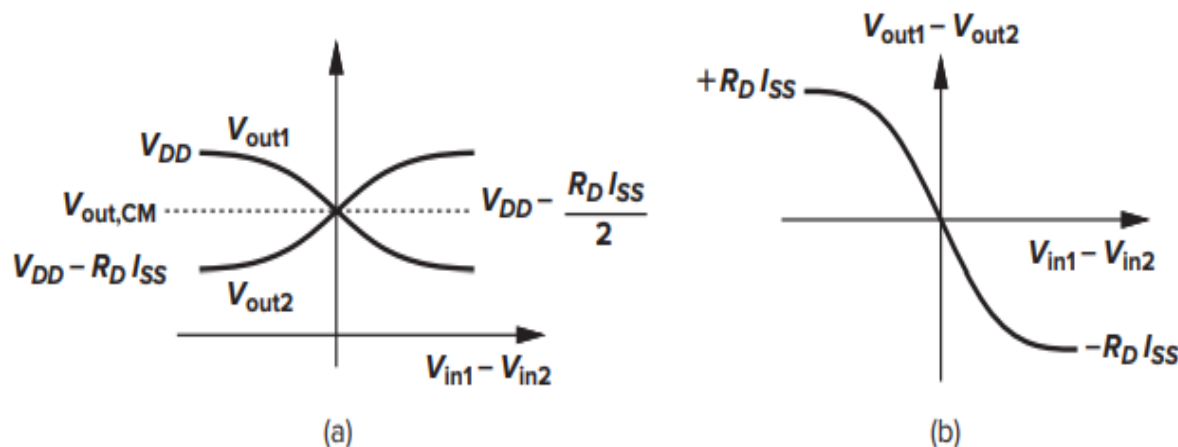 V_DD
V_out1
V_out,CM
V_DD − R_D I_SS / 2
V_DD − R_D I_SS
V_out2
V_in1 − V_in2
(a)
V_out1 − V_out2
+R_D I_SS
V_in1 − V_in2
−R_D I_SS
(b)